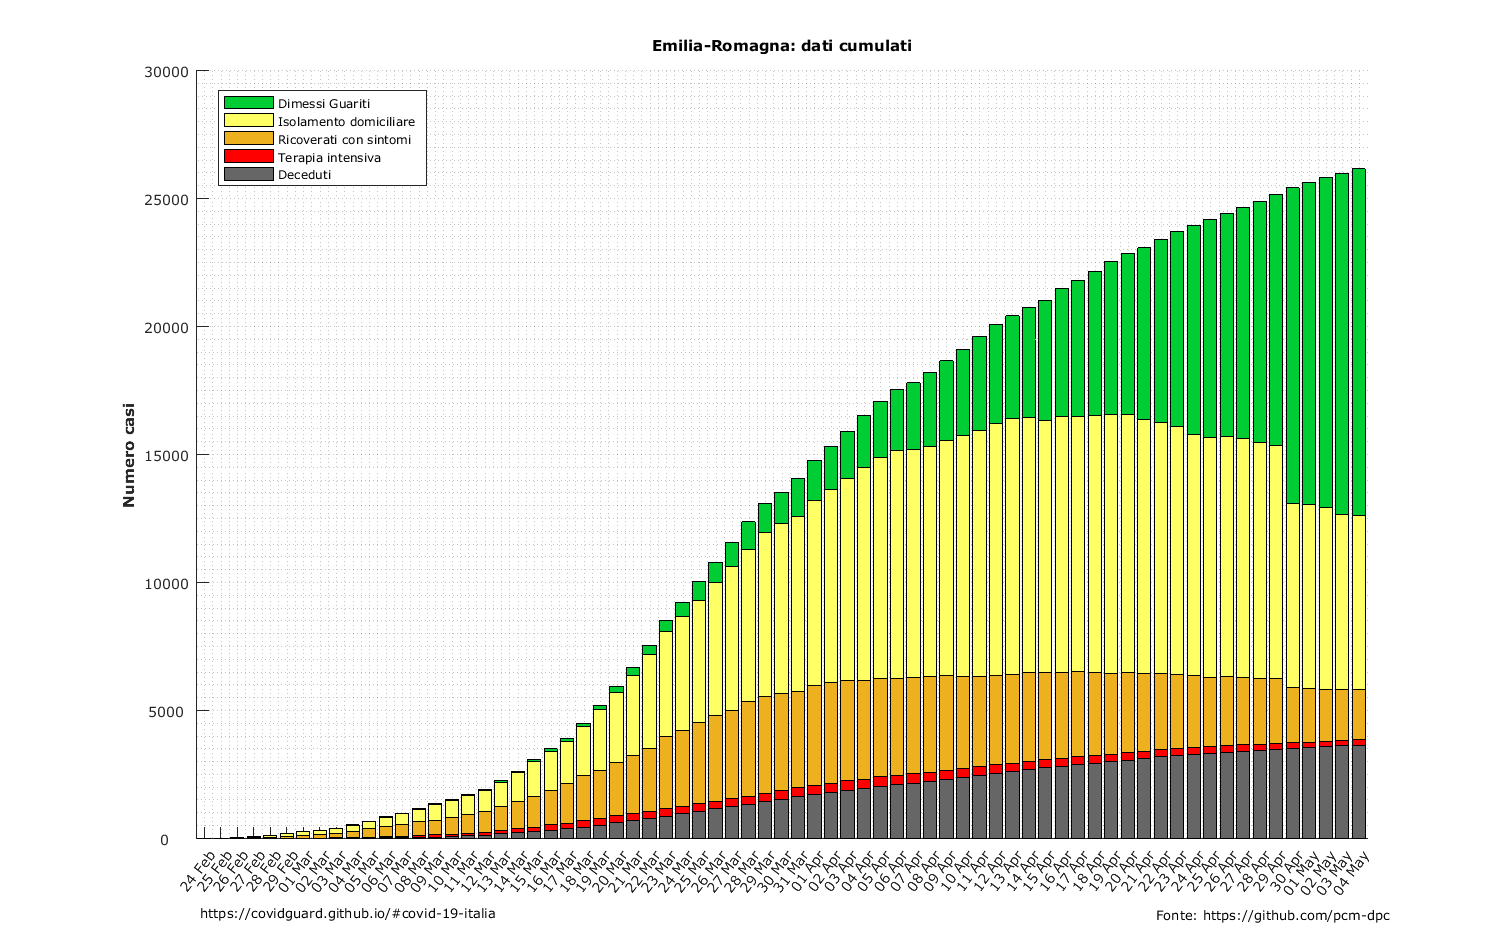 Emilia-Romagna: dati cumulati
30000
25000
20000
15000
10000
5000
0
Numero casi
Dimessi Guariti
Isolamento domiciliare
Ricoverati con sintomi
Terapia intensiva
Deceduti
24 Feb
25 Feb
26 Feb
27 Feb
28 Feb
29 Feb
01 Mar
02 Mar
03 Mar
04 Mar
05 Mar
06 Mar
07 Mar
08 Mar
09 Mar
10 Mar
11 Mar
12 Mar
13 Mar
14 Mar
15 Mar
16 Mar
17 Mar
18 Mar
19 Mar
20 Mar
21 Mar
22 Mar
23 Mar
24 Mar
25 Mar
26 Mar
27 Mar
28 Mar
29 Mar
30 Mar
31 Mar
01 Apr
02 Apr
03 Apr
04 Apr
05 Apr
06 Apr
07 Apr
08 Apr
09 Apr
10 Apr
11 Apr
12 Apr
13 Apr
14 Apr
15 Apr
16 Apr
17 Apr
18 Apr
19 Apr
20 Apr
21 Apr
22 Apr
23 Apr
24 Apr
25 Apr
26 Apr
27 Apr
28 Apr
29 Apr
30 Apr
01 May
02 May
03 May
04 May
https://covidguard.github.io/#covid-19-italia
Fonte: https://github.com/pcm-dpc